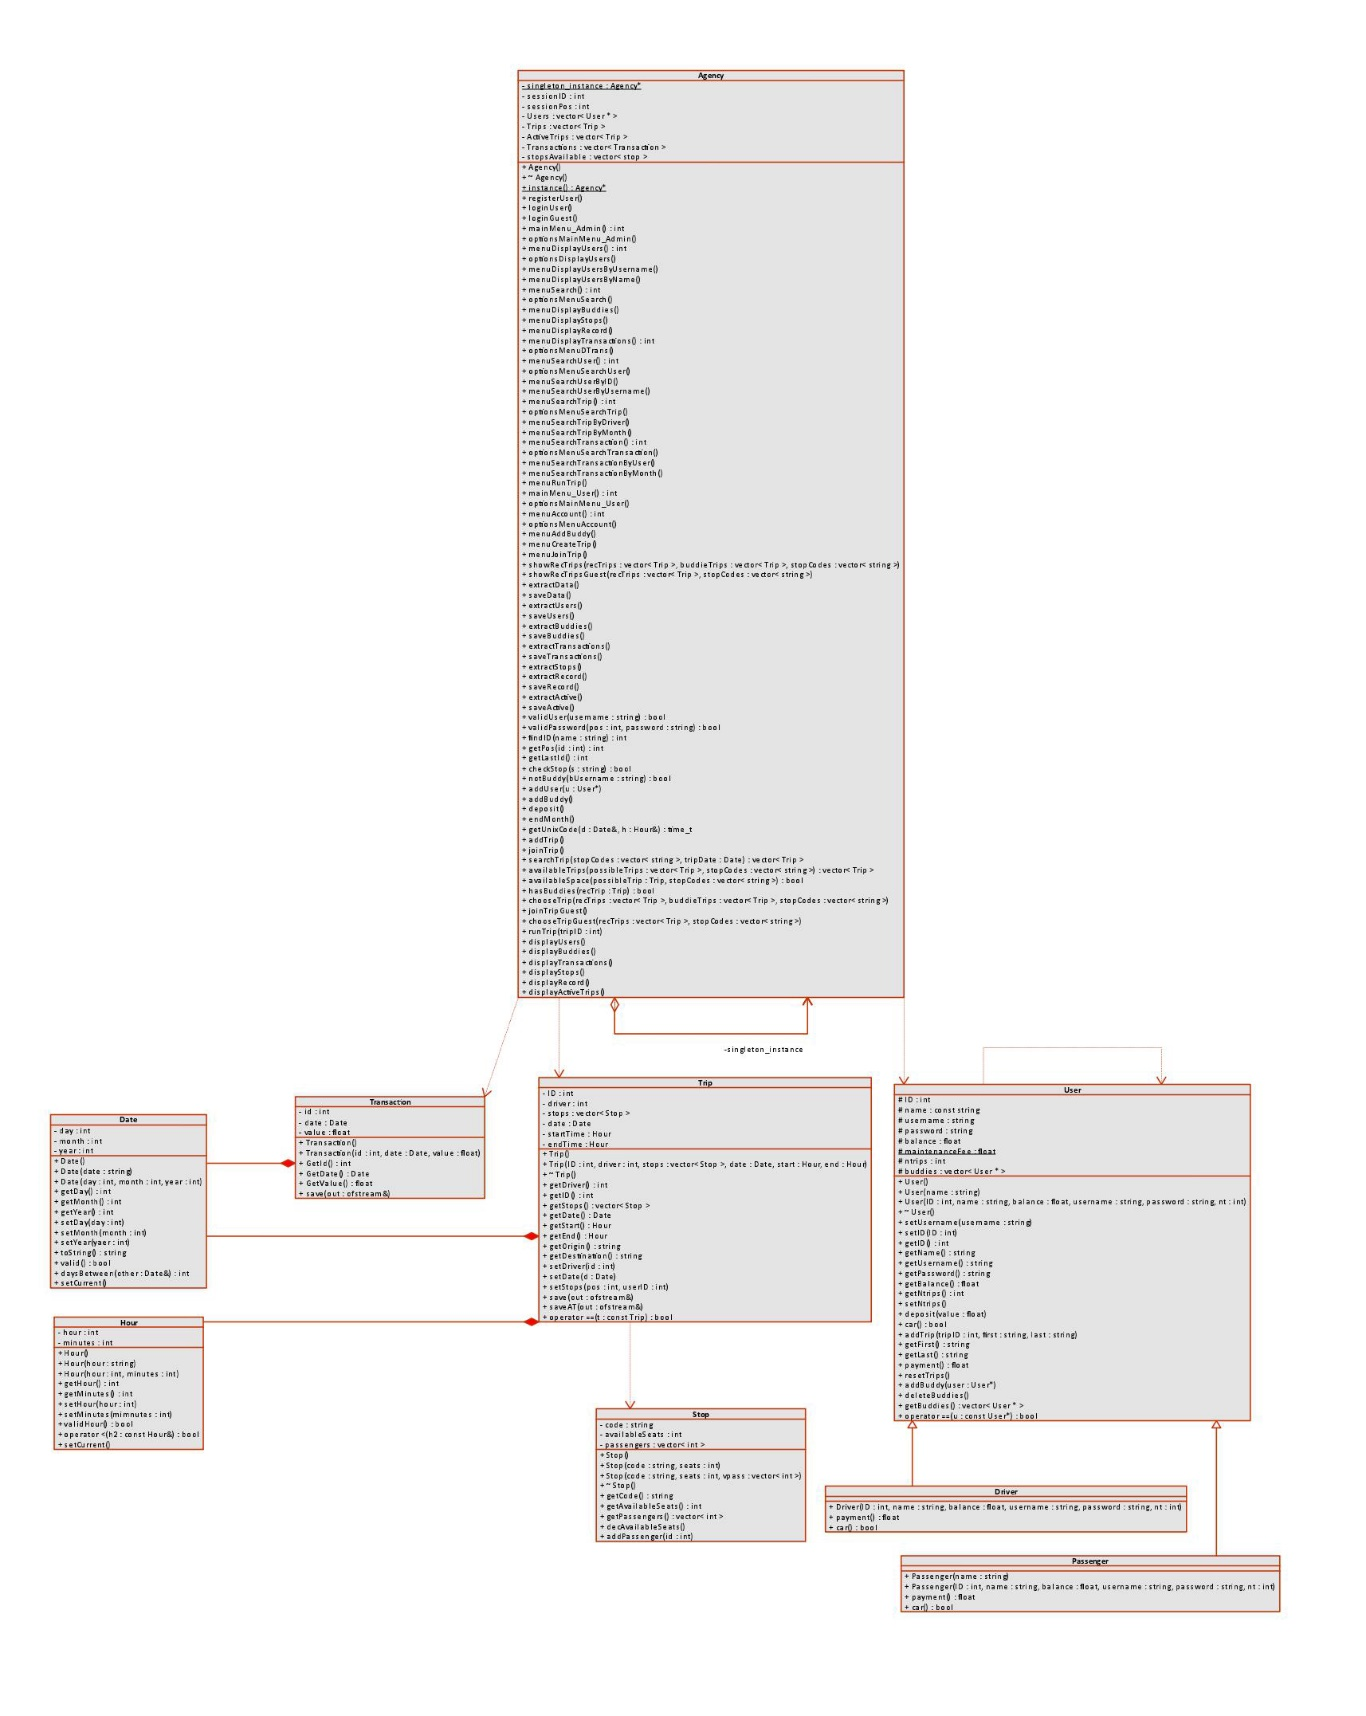 Agency
- singleton_instance : Agency*
- sessionID : int
- sessionPos : int
- Users : vector< User * >
- Trips : vector< Trip >
- ActiveTrips : vector< Trip >
- Transactions : vector< Transaction >
- stopsAvailable : vector< stop >
+ Agency()
+ ~ Agency()
+ instance() : Agency*
+ registerUser()
+ loginUser()
+ loginGuest()
+ mainMenu_Admin() : int
+ optionsMainMenu_Admin()
+ menuDisplayUsers() : int
+ optionsDisplayUsers()
+ menuDisplayUsersByUsername()
+ menuDisplayUsersByName()
+ menuSearch() : int
+ optionsMenuSearch()
+ menuDisplayBuddies()
+ menuDisplayStops()
+ menuDisplayRecord()
+ menuDisplayTransactions() : int
+ optionsMenuDTrans()
+ menuSearchUser() : int
+ optionsMenuSearchUser()
+ menuSearchUserByID()
+ menuSearchUserByUsername()
+ menuSearchTrip() : int
+ optionsMenuSearchTrip()
+ menuSearchTripByDriver()
+ menuSearchTripByMonth()
+ menuSearchTransaction() : int
+ optionsMenuSearchTransaction()
+ menuSearchTransactionByUser()
+ menuSearchTransactionByMonth()
+ menuRunTrip()
+ mainMenu_User() : int
+ optionsMainMenu_User()
+ menuAccount() : int
+ optionsMenuAccount()
+ menuAddBuddy()
+ menuCreateTrip()
+ menuJoinTrip()
+ showRecTrips(recTrips : vector< Trip >, buddieTrips : vector< Trip >, stopCodes : vector< string >)
+ showRecTripsGuest(recTrips : vector< Trip >, stopCodes : vector< string >)
+ extractData()
+ saveData()
+ extractUsers()
+ saveUsers()
+ extractBuddies()
+ saveBuddies()
+ extractTransactions()
+ saveTransactions()
+ extractStops()
+ extractRecord()
+ saveRecord()
+ extractActive()
+ saveActive()
+ validUser(username : string) : bool
+ validPassword(pos : int, password : string) : bool
+ findID(name : string) : int
+ getPos(id : int) : int
+ getLastId() : int
+ checkStop(s : string) : bool
+ notBuddy(bUsername : string) : bool
+ addUser(u : User*)
+ addBuddy()
+ deposit()
+ endMonth()
+ getUnixCode(d : Date&, h : Hour&) : time_t
+ addTrip()
+ joinTrip()
+ searchTrip(stopCodes : vector< string >, tripDate : Date) : vector< Trip >
+ availableTrips(possibleTrips : vector< Trip >, stopCodes : vector< string >) : vector< Trip >
+ availableSpace(possibleTrip : Trip, stopCodes : vector< string >) : bool
+ hasBuddies(recTrip : Trip) : bool
+ chooseTrip(recTrips : vector< Trip >, buddieTrips : vector< Trip >, stopCodes : vector< string >)
+ joinTripGuest()
+ chooseTripGuest(recTrips : vector< Trip >, stopCodes : vector< string >)
+ runTrip(tripID : int)
+ displayUsers()
+ displayBuddies()
+ displayTransactions()
+ displayStops()
+ displayRecord()
+ displayActiveTrips()
-singleton_instance
Date
- day : int
- month : int
- year : int
+ Date()
+ Date(date : string)
+ Date(day : int, month : int, year : int)
+ getDay() : int
+ getMonth() : int
+ getYear() : int
+ setDay(day : int)
+ setMonth(month : int)
+ setYear(yaer : int)
+ toString() : string
+ valid() : bool
+ daysBetween(other : Date&) : int
+ setCurrent()
Transaction
- id : int
- date : Date
- value : float
+ Transaction()
+ Transaction(id : int, date : Date, value : float)
+ GetId() : int
+ GetDate() : Date
+ GetValue() : float
+ save(out : ofstream&)
Trip
- ID : int
- driver : int
- stops : vector< Stop >
- date : Date
- startTime : Hour
- endTime : Hour
+ Trip()
+ Trip(ID : int, driver : int, stops : vector< Stop >, date : Date, start : Hour, end : Hour)
+ ~ Trip()
+ getDriver() : int
+ getID() : int
+ getStops() : vector< Stop >
+ getDate() : Date
+ getStart() : Hour
+ getEnd() : Hour
+ getOrigin() : string
+ getDestination() : string
+ setDriver(id : int)
+ setDate(d : Date)
+ setStops(pos : int, userID : int)
+ save(out : ofstream&)
+ saveAT(out : ofstream&)
+ operator ==(t : const Trip) : bool
User
# ID : int
# name : const string
# username : string
# password : string
# balance : float
# maintenanceFee : float
# ntrips : int
# buddies : vector< User * >
+ User()
+ User(name : string)
+ User(ID : int, name : string, balance : float, username : string, password : string, nt : int)
+ ~ User()
+ setUsername(username : string)
+ setID(ID : int)
+ getID() : int
+ getName() : string
+ getUsername() : string
+ getPassword() : string
+ getBalance() : float
+ getNtrips() : int
+ setNtrips()
+ deposit(value : float)
+ car() : bool
+ addTrip(tripID : int, first : string, last : string)
+ getFirst() : string
+ getLast() : string
+ payment() : float
+ resetTrips()
+ addBuddy(user : User*)
+ deleteBuddies()
+ getBuddies() : vector< User * >
+ operator ==(u : const User*) : bool
Hour
- hour : int
- minutes : int
+ Hour()
+ Hour(hour : string)
+ Hour(hour : int, minutes : int)
+ getHour() : int
+ getMinutes() : int
+ setHour(hour : int)
+ setMinutes(mimnutes : int)
+ validHour() : bool
+ operator <(h2 : const Hour&) : bool
+ setCurrent()
Stop
- code : string
- availableSeats : int
- passengers : vector< int >
+ Stop()
+ Stop(code : string, seats : int)
+ Stop(code : string, seats : int, vpass : vector< int >)
+ ~ Stop()
+ getCode() : string
+ getAvailableSeats() : int
+ getPassengers() : vector< int >
+ decAvailableSeats()
+ addPassenger(id : int)
Driver
+ Driver(ID : int, name : string, balance : float, username : string, password : string, nt : int)
+ payment() : float
+ car() : bool
Passenger
+ Passenger(name : string)
+ Passenger(ID : int, name : string, balance : float, username : string, password : string, nt : int)
+ payment() : float
+ car() : bool